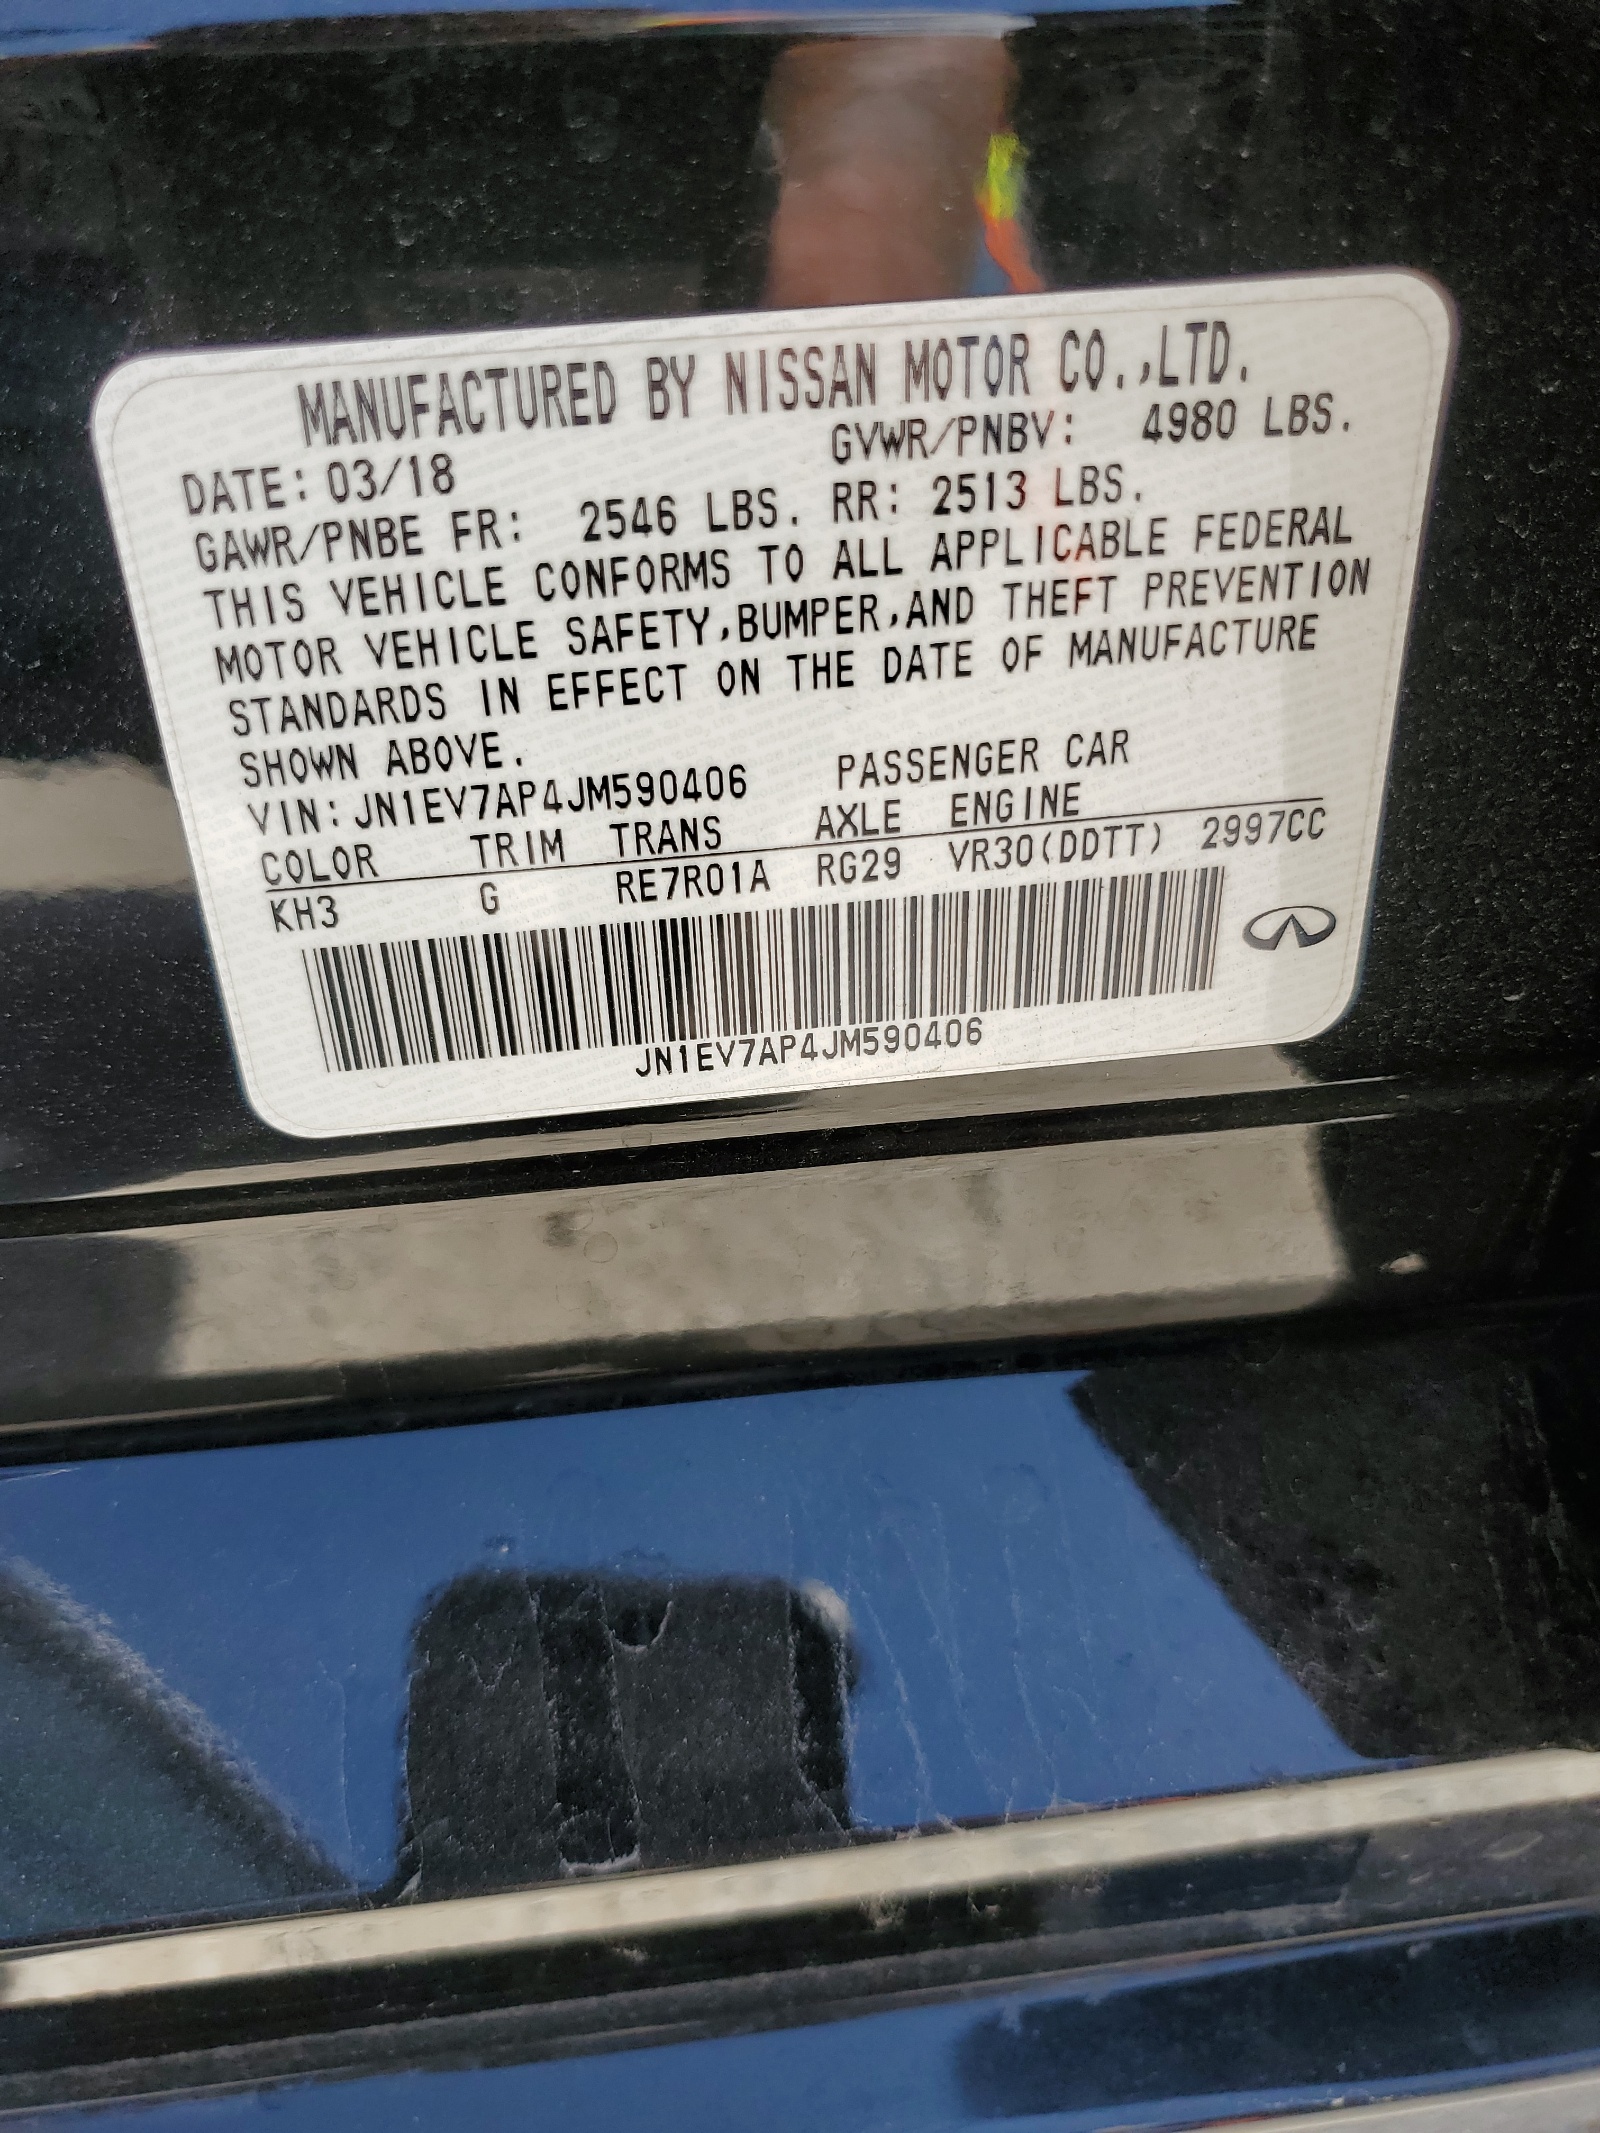 MANUFACTURED BY NISSAN MOTOR CO.,LTD.
DATE: 03/18 GVWR/PNBV: 4980 LBS.
GAWR/PNBE FR: 2546 LBS. RR: 2513 LBS.
THIS VEHICLE CONFORMS TO ALL APPLICABLE FEDERAL
MOTOR VEHICLE SAFETY,BUMPER,AND THEFT PREVENTION
STANDARDS IN EFFECT ON THE DATE OF MANUFACTURE
SHOWN ABOVE.
VIN: JN1EV7AP4JM590406 PASSENGER CAR
COLOR TRIM TRANS AXLE ENGINE
KH3 G RE7R01A RG29 VR30(DDTT) 2997CC
JN1EV7AP4JM590406